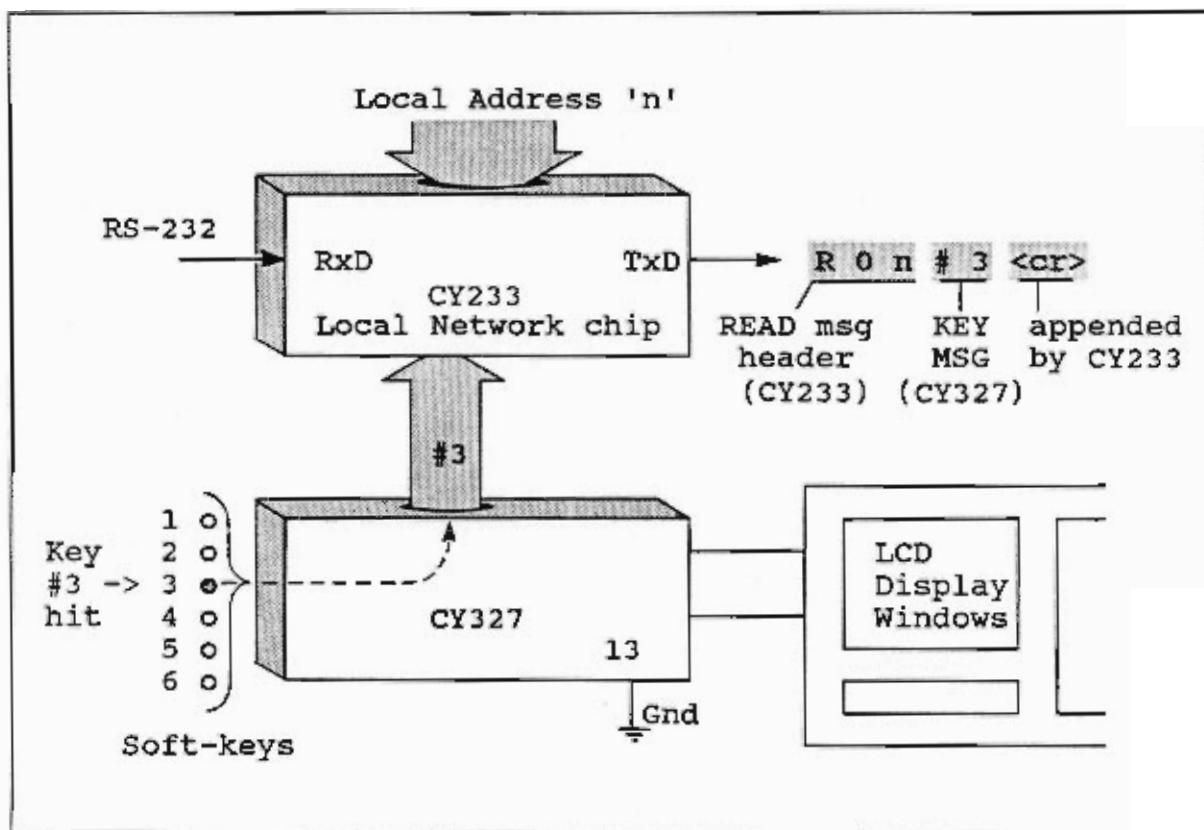 Local Address 'n'
RS-232
RxD
TxD
CY233
Local Network chip
R 0 n # 3 <cr>
READ msg
header
(CY233)
KEY
MSG
(CY327)
appended
by CY233
#3
Key
#3 ->
hit
1
2
3
4
5
6
Soft-keys
CY327
13
Gnd
LCD
Display
Windows